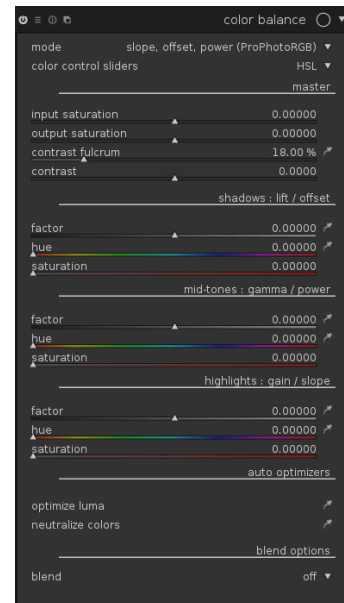 color balance
mode slope, offset, power (ProPhotoRGB)
color control sliders HSL
master
input saturation 0.00000
output saturation 0.00000
contrast fulcrum 18.00 %
contrast 0.0000
shadows : lift / offset
factor 0.00000
hue 0.00000
saturation 0.00000
mid-tones : gamma / power
factor 0.00000
hue 0.00000
saturation 0.00000
highlights : gain / slope
factor 0.00000
hue 0.00000
saturation 0.00000
auto optimizers
optimize luma
neutralize colors
blend options
blend off